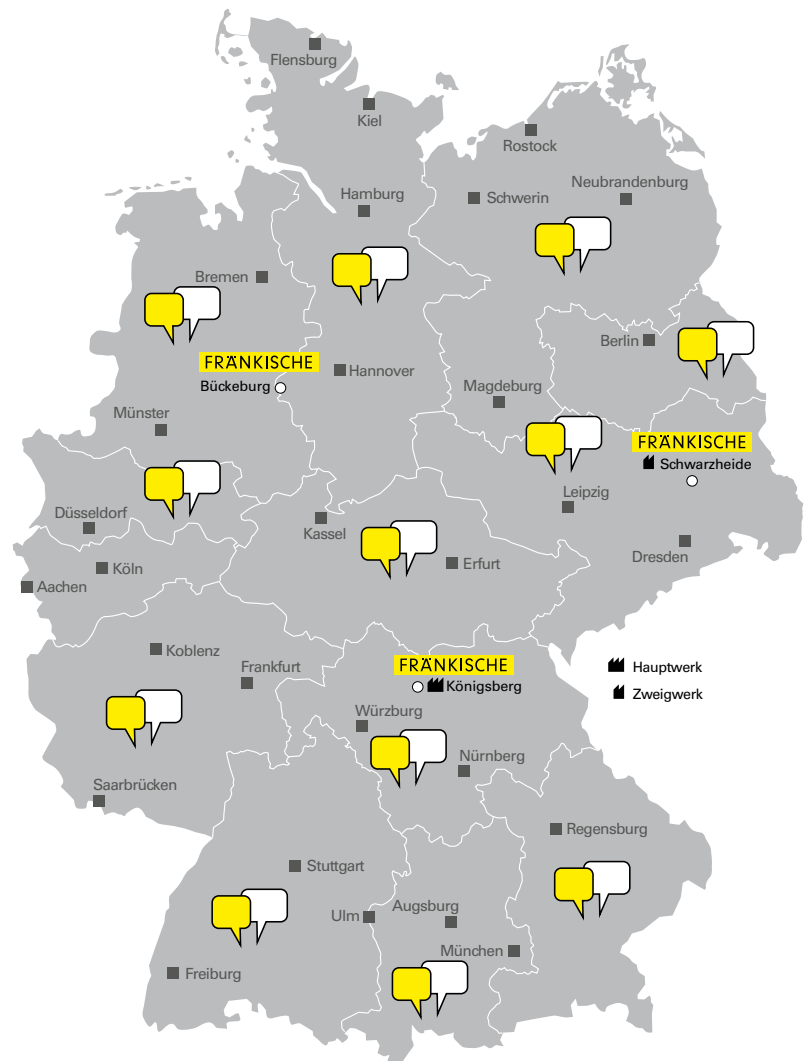 Flensburg
Kiel
Rostock
Neubrandenburg
Schwerin
Hamburg
Bremen
Berlin
FRÄNKISCHE
Bückeburg
Hannover
Magdeburg
Münster
FRÄNKISCHE
Schwarzheide
Leipzig
Düsseldorf
Kassel
Dresden
Erfurt
Köln
Aachen
Koblenz
Frankfurt
FRÄNKISCHE
Königsberg
Hauptwerk
Zweigwerk
Würzburg
Nürnberg
Saarbrücken
Regensburg
Stuttgart
Augsburg
Ulm
München
Freiburg